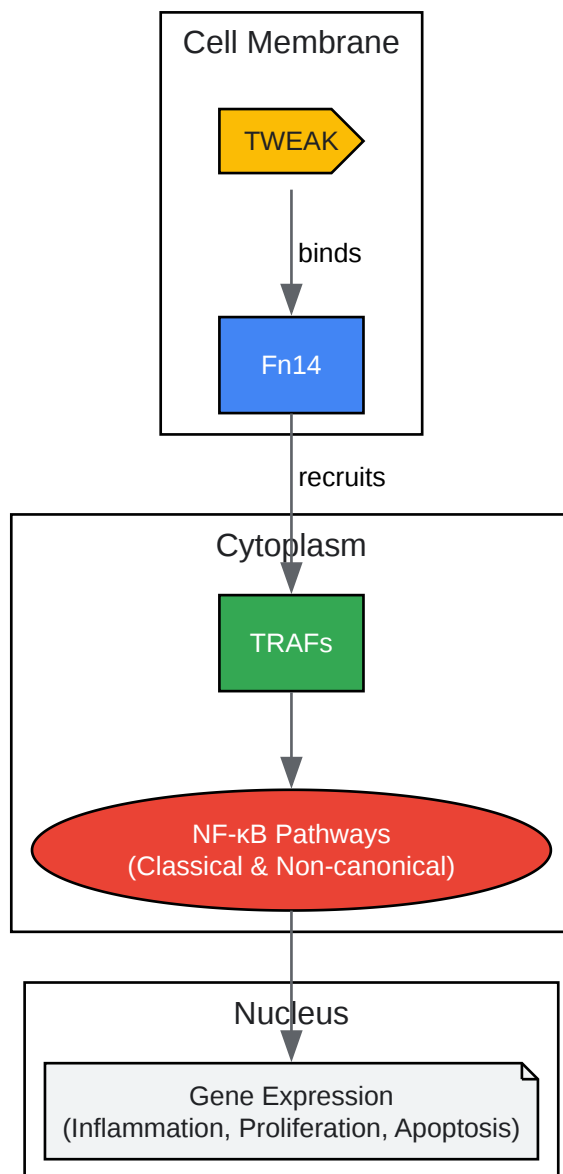 Cell Membrane
TWEAK
binds
Fn14
recruits
Cytoplasm
TRAFs
NF-κB Pathways
(Classical & Non-canonical)
Nucleus
Gene Expression
(Inflammation, Proliferation, Apoptosis)